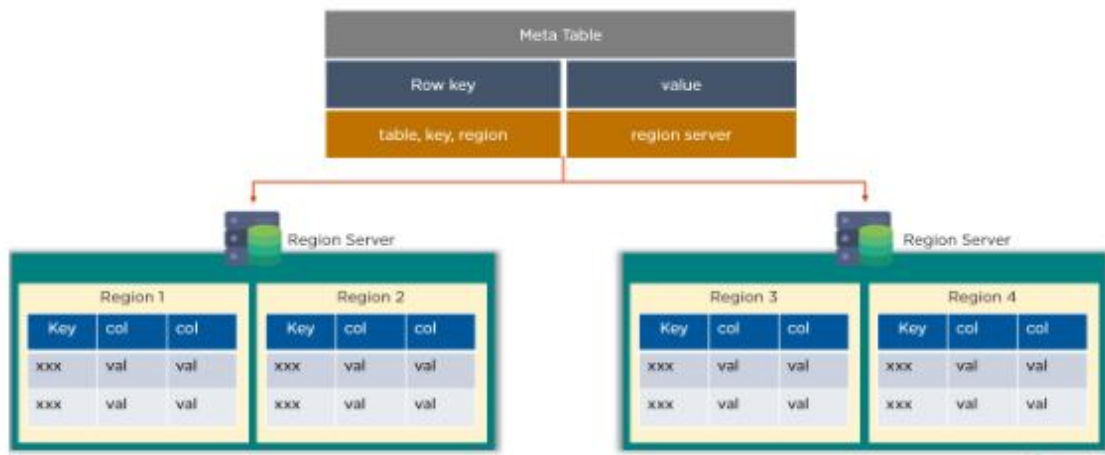 Meta Table
Row key value
table, key, region region server
Region Server Region Server
Region 1 Region 2 Region 3 Region 4
Key col col Key col col Key col col Key col col
xxx val val xxx val val xxx val val xxx val val
xxx val val xxx val val xxx val val xxx val val